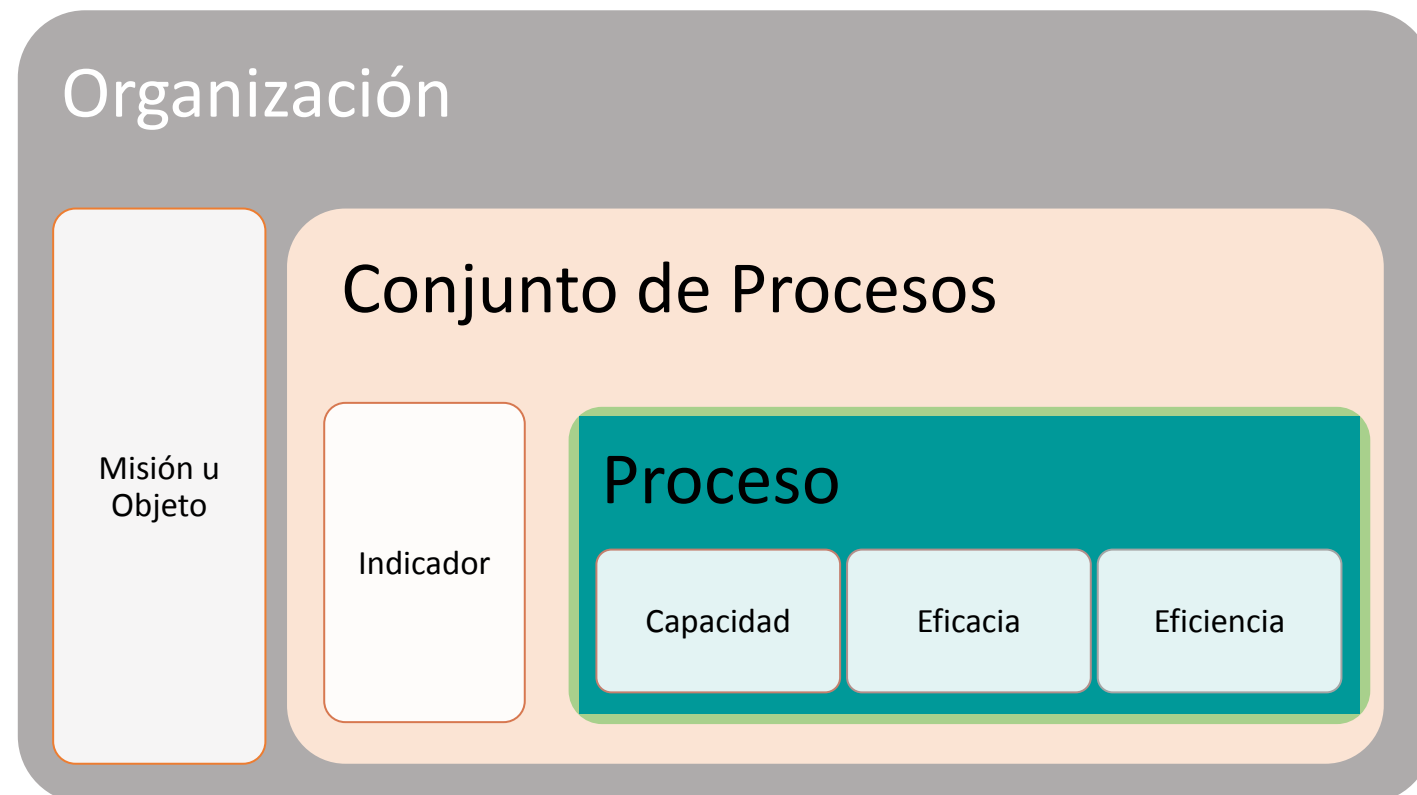 Organización
Conjunto de Procesos
Misión u
Objeto
Indicador
Proceso
Capacidad
Eficacia
Eficiencia